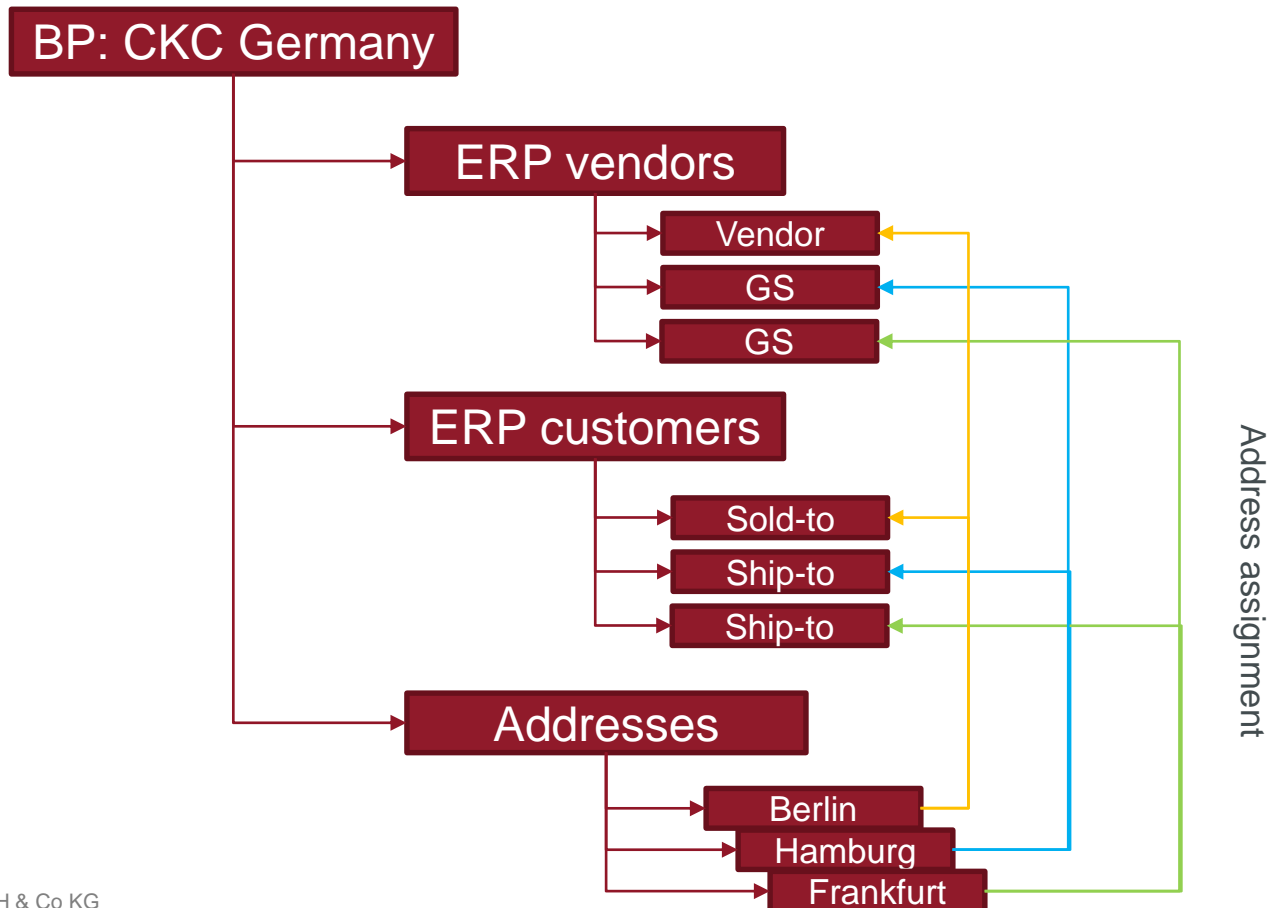 BP: CKC Germany
ERP vendors
Vendor
GS
GS
ERP customers
Sold-to
Ship-to
Ship-to
Addresses
Berlin
Hamburg
Frankfurt
Address assignment
H & Co KG